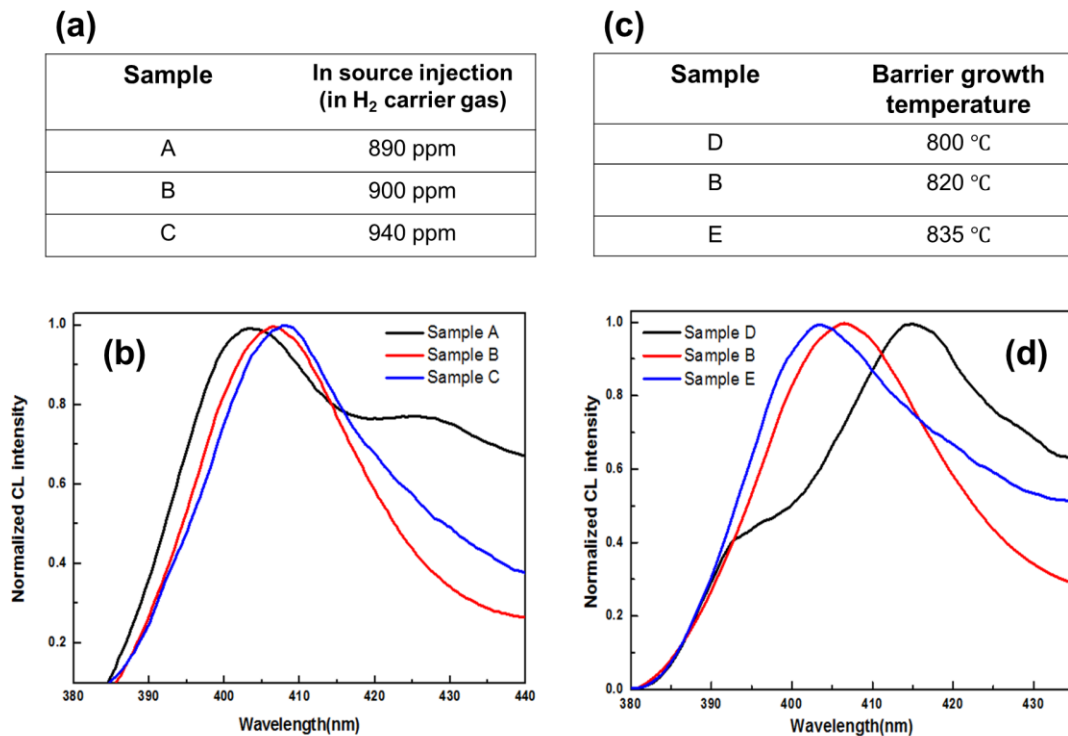 (a)
Sample In source injection
(in H₂ carrier gas)
A 890 ppm
B 900 ppm
C 940 ppm
(c)
Sample Barrier growth
temperature
D 800 ℃
B 820 ℃
E 835 ℃
(b)
Sample A
Sample B
Sample C
Normalized CL intensity
1.0
0.8
0.6
0.4
0.2
380 390 400 410 420 430 440
Wavelength(nm)
(d)
Sample D
Sample B
Sample E
Normalized CL intensity
1.0
0.8
0.6
0.4
0.2
0.0
380 390 400 410 420 430
Wavelength(nm)